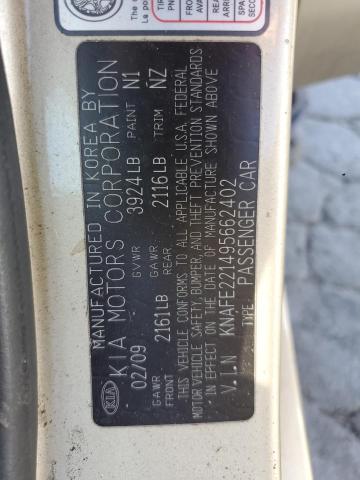 MANUFACTURED IN KOREA BY
KIA KIA MOTORS CORPORATION
02/09 GVWR 3924LB PAINT N1
GAWR FRONT 2161LB GAWR REAR 2116LB TRIM NZ
THIS VEHICLE CONFORMS TO ALL APPLICABLE U.S.A. FEDERAL
MOTOR VEHICLE SAFETY, BUMPER, AND THEFT PREVENTION STANDARDS
IN EFFECT ON THE DATE OF MANUFACTURE SHOWN ABOVE
V.I.N KNAFE221495662402
TYPE PASSENGER CAR